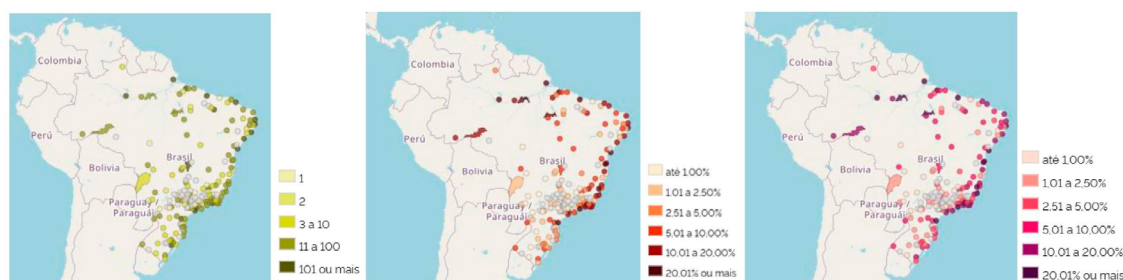 Colombia
Perú
Brasil
Bolivia
Paraguay /
Paraguái
1
2
3 a 10
11 a 100
101 ou mais
Colombia
Perú
Brasil
Bolivia
Paraguay
Paraguái
até 1.00%
1.01 a 2,50%
2.51 a 5,00%
5,01 a 10,00%
10,01 a 20,00%
20.01% ou mais
Colombia
Perú
Brasil
Bolivia
Paraguay /
Paraguái
até 1.00%
1,01 a 2,50%
2,51 a 5,00%
5,01 a 10,00%
10,01 a 20,00%
20.01% ou mais